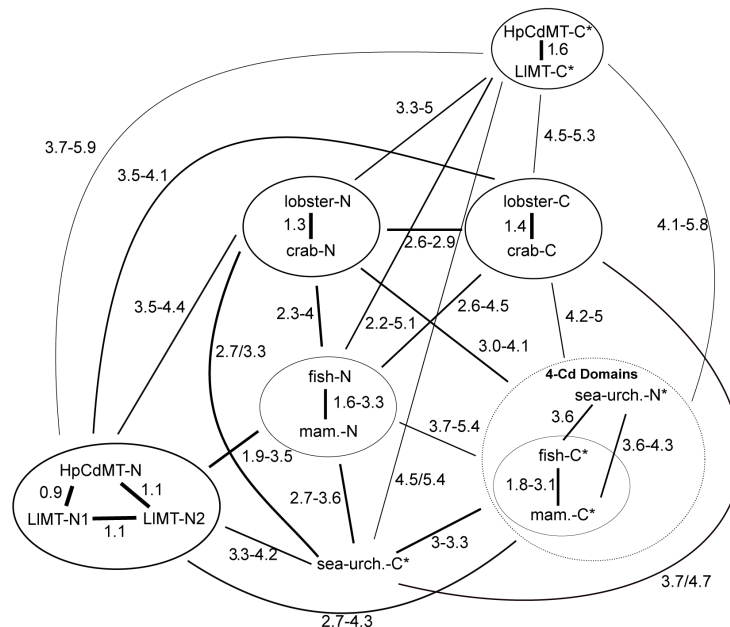 HpCdMT-C*
1.6
LlMT-C*
3.3-5
3.7-5.9
3.5-4.1
4.5-5.3
lobster-N
1.3
crab-N
lobster-C
1.4
crab-C
4.1-5.8
2.6-2.9
3.5-4.4
2.3-4
2.2-5.1
2.6-4.5
4.2-5
2.7/3.3
3.0-4.1
4-Cd Domains
fish-N
1.6-3.3
mam.-N
sea-urch.-N*
3.6
3.7-5.4
3.6-4.3
1.9-3.5
fish-C*
1.8-3.1
mam.-C*
HpCdMT-N
0.9
1.1
LlMT-N1
LlMT-N2
1.1
4.5/5.4
2.7-3.6
3.3-4.2
3-3.3
sea-urch.-C*
3.7/4.7
2.7-4.3